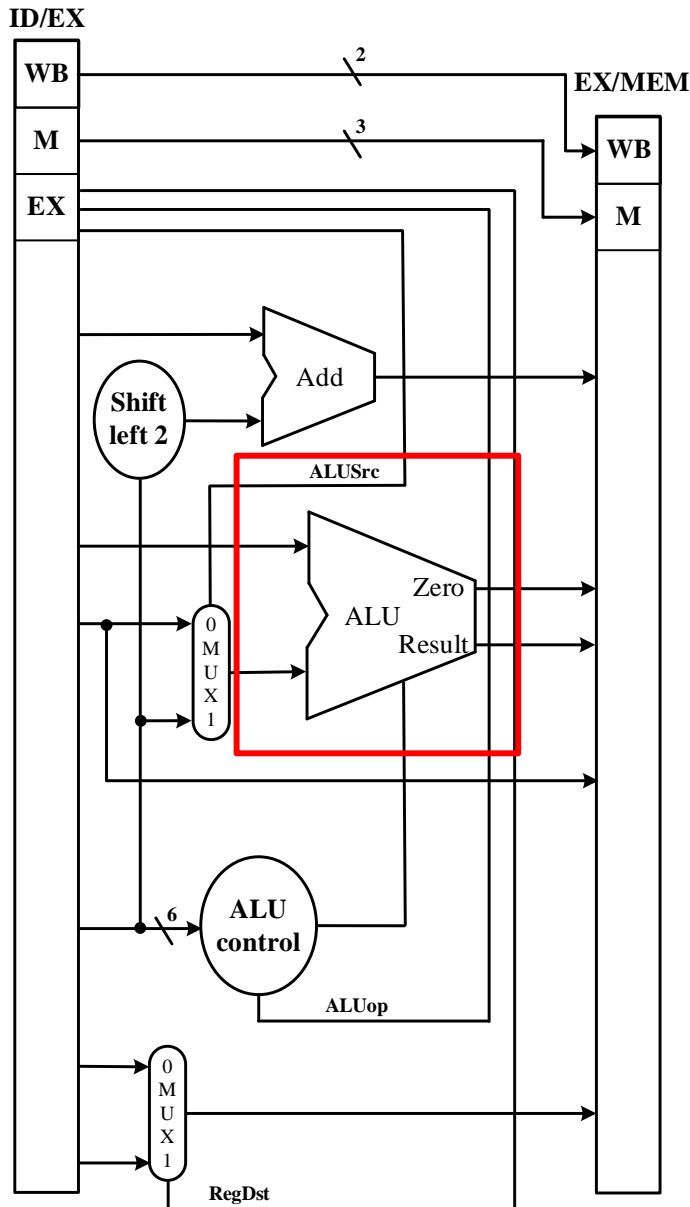 ID/EX
WB
2
EX/MEM
M
3
WB
EX
M
Add
Shift
left 2
ALUSrc
Zero
ALU
Result
0
M
U
X
1
6
ALU
control
ALUop
0
M
U
X
1
RegDst